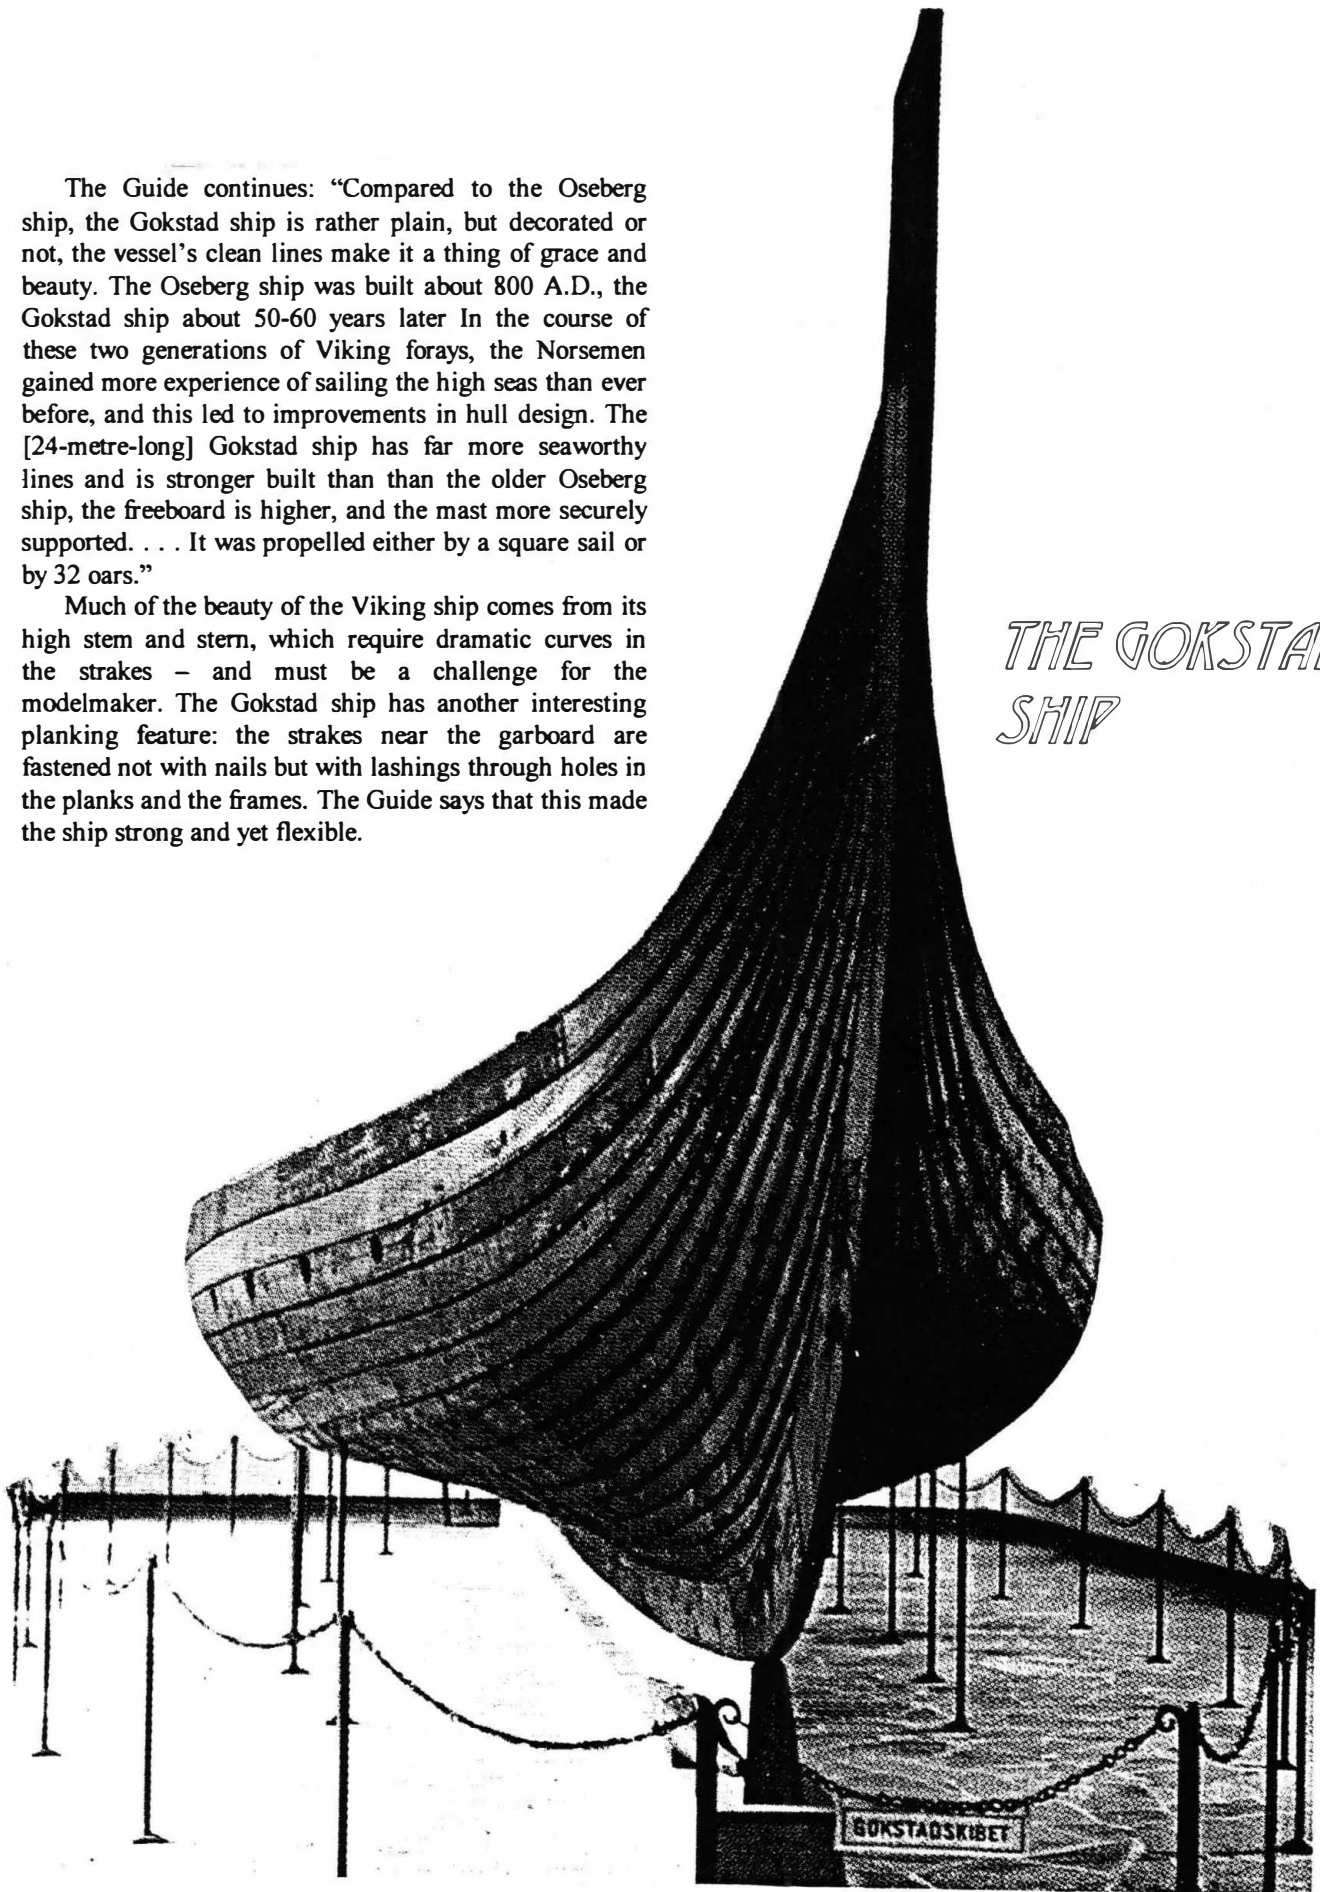 The Guide continues: “Compared to the Oseberg
ship, the Gokstad ship is rather plain, but decorated or
not, the vessel’s clean lines make it a thing of grace and
beauty. The Oseberg ship was built about 800 A.D., the
Gokstad ship about 50-60 years later In the course of
these two generations of Viking forays, the Norsemen
gained more experience of sailing the high seas than ever
before, and this led to improvements in hull design. The
[24-metre-long] Gokstad ship has far more seaworthy
lines and is stronger built than than the older Oseberg
ship, the freeboard is higher, and the mast more securely
supported. . . . It was propelled either by a square sail or
by 32 oars.”
Much of the beauty of the Viking ship comes from its
high stem and stern, which require dramatic curves in
the strakes – and must be a challenge for the
modelmaker. The Gokstad ship has another interesting
planking feature: the strakes near the garboard are
fastened not with nails but with lashings through holes in
the planks and the frames. The Guide says that this made
the ship strong and yet flexible.
THE GOKSTAD
SHIP
GOKSTADSKIBET